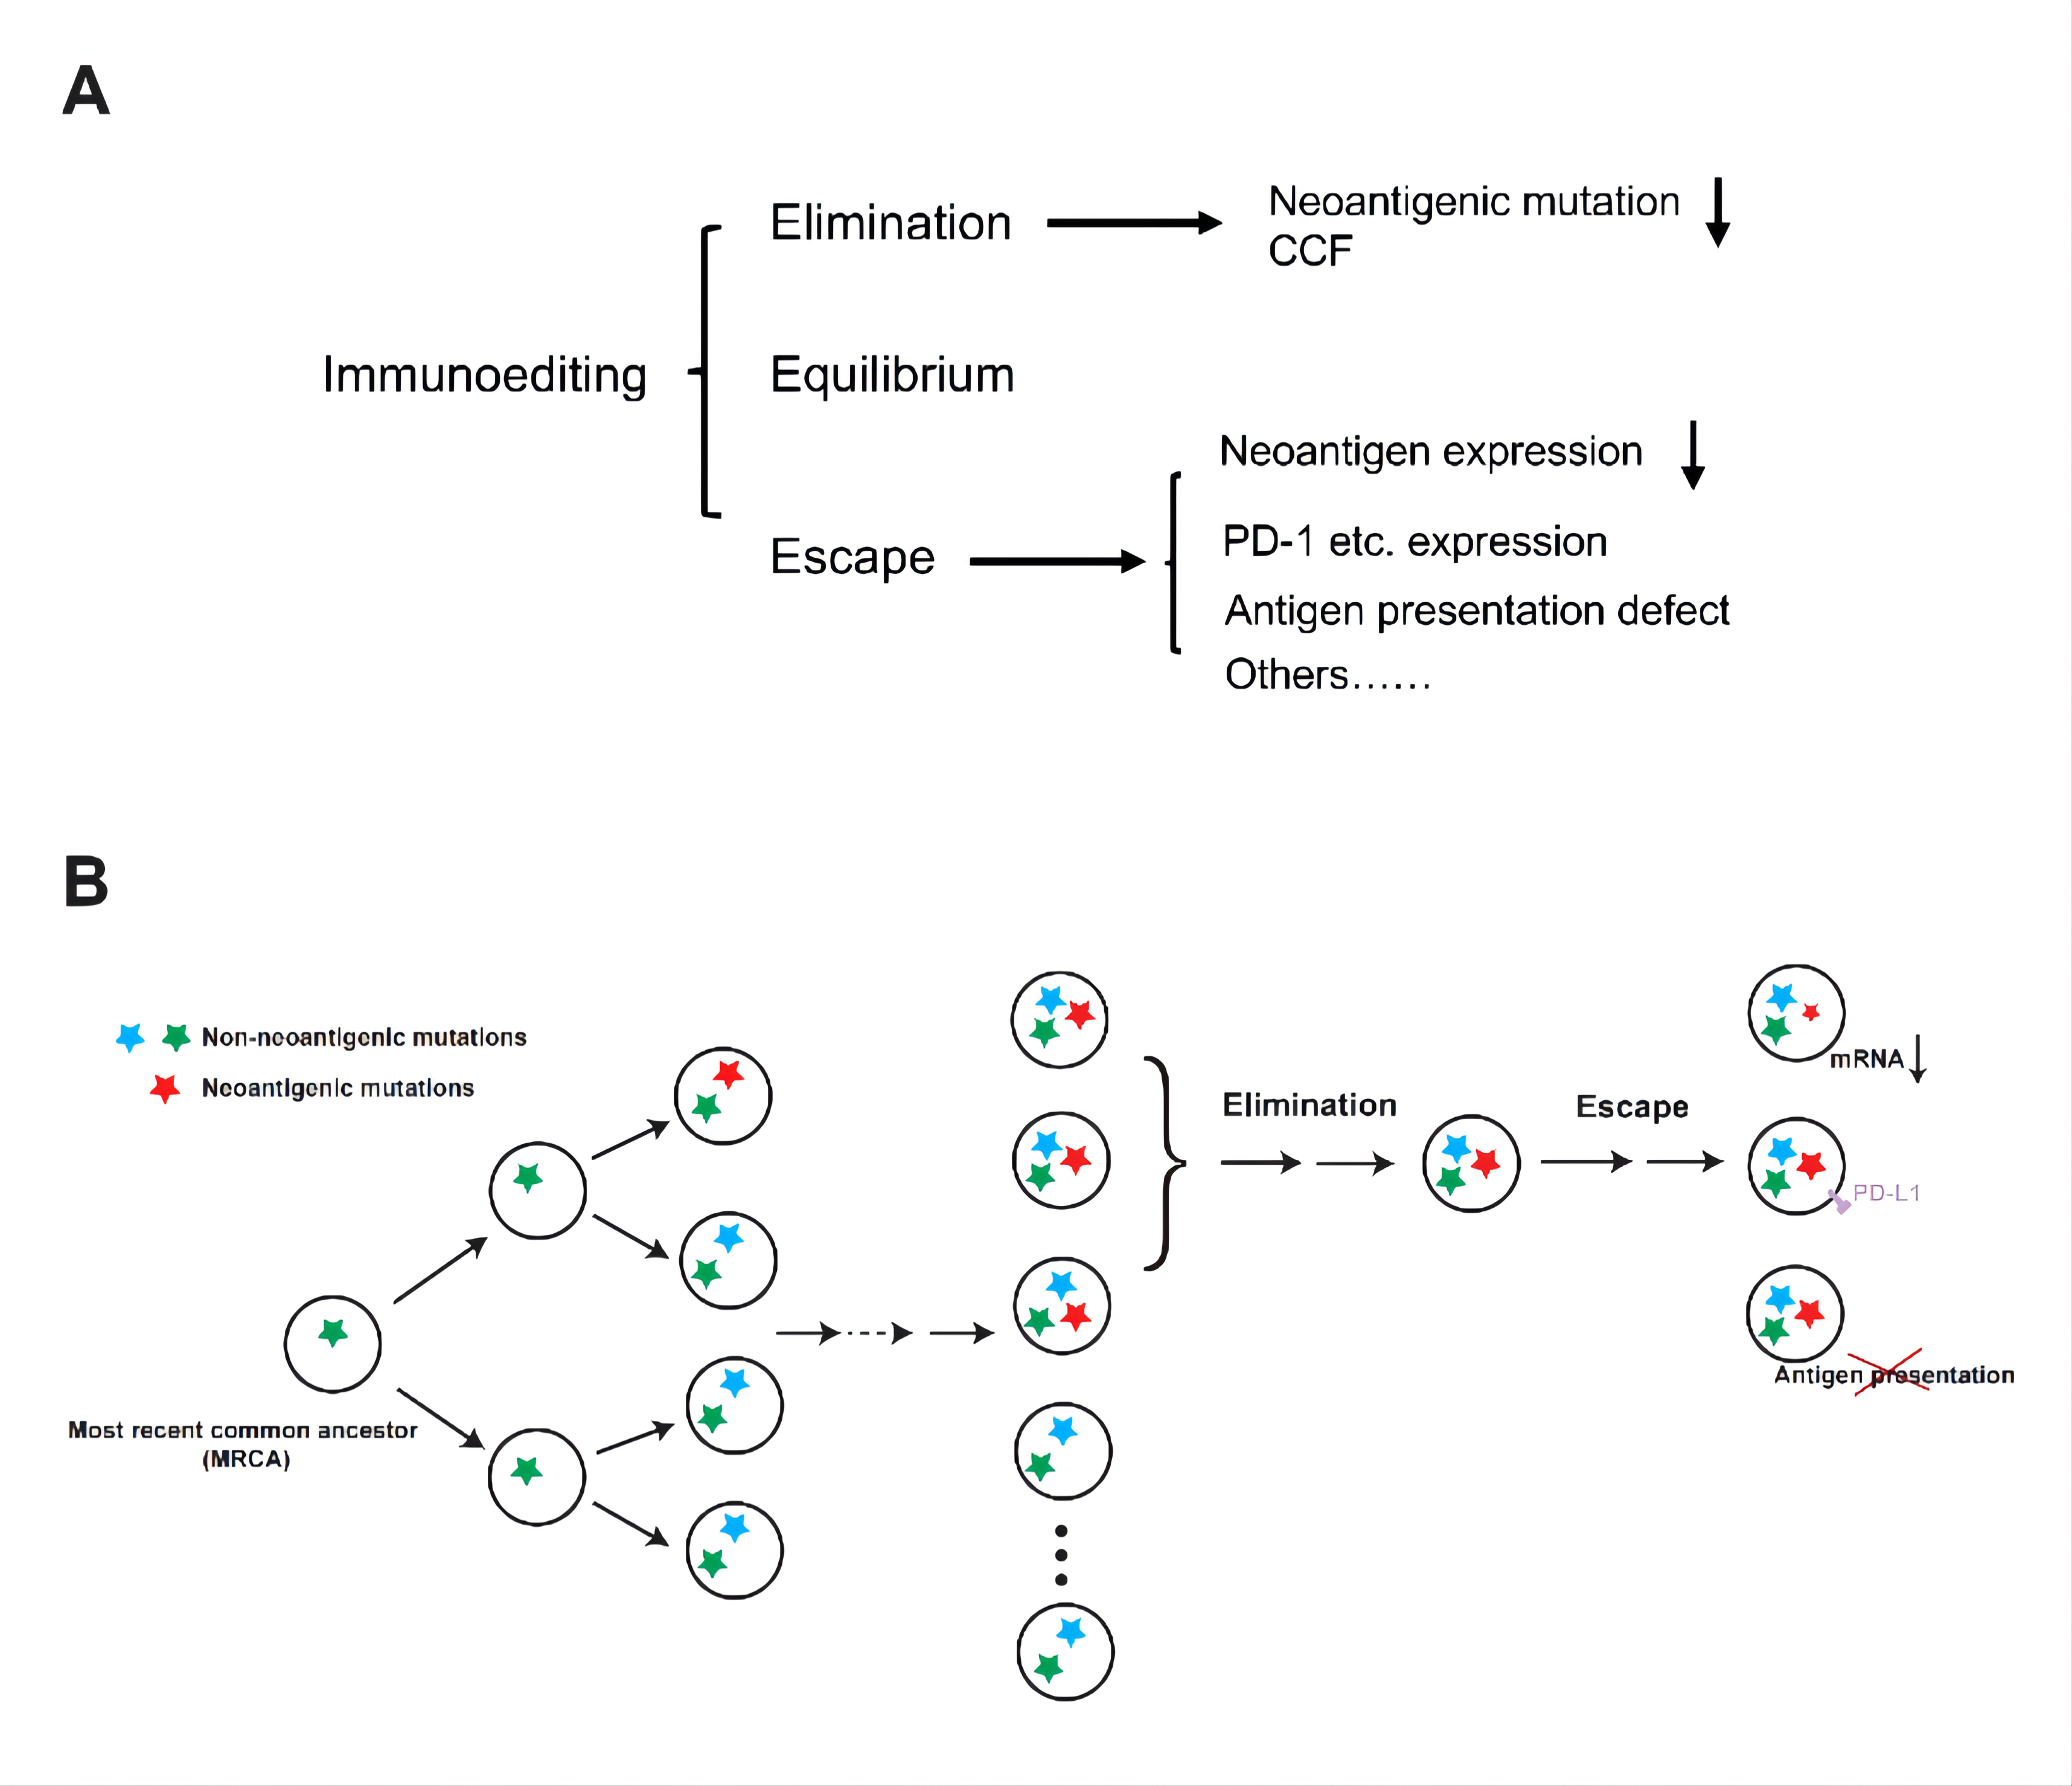 A
Elimination
Neoantigenic mutation
CCF
Immunoediting
Equilibrium
Escape
Neoantigen expression
PD-1 etc. expression
Antigen presentation defect
Others......
B
Non-neoantigenic mutations
Neoantigenic mutations
Most recent common ancestor
(MRCA)
Elimination
Escape
mRNA
PD-L1
Antigen presentation